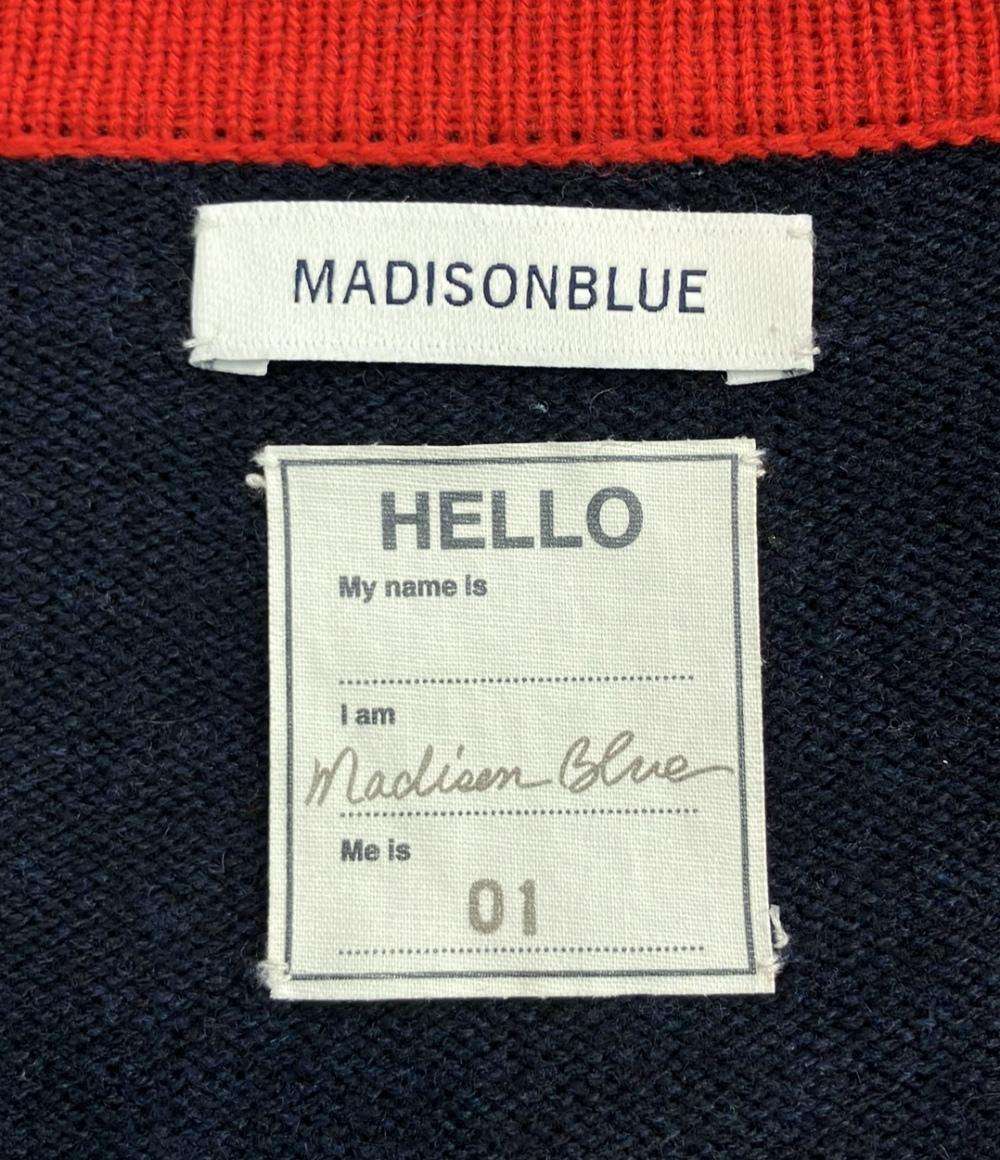 MADISONBLUE
HELLO
My name is
I am
Madison Blue
Me is
01